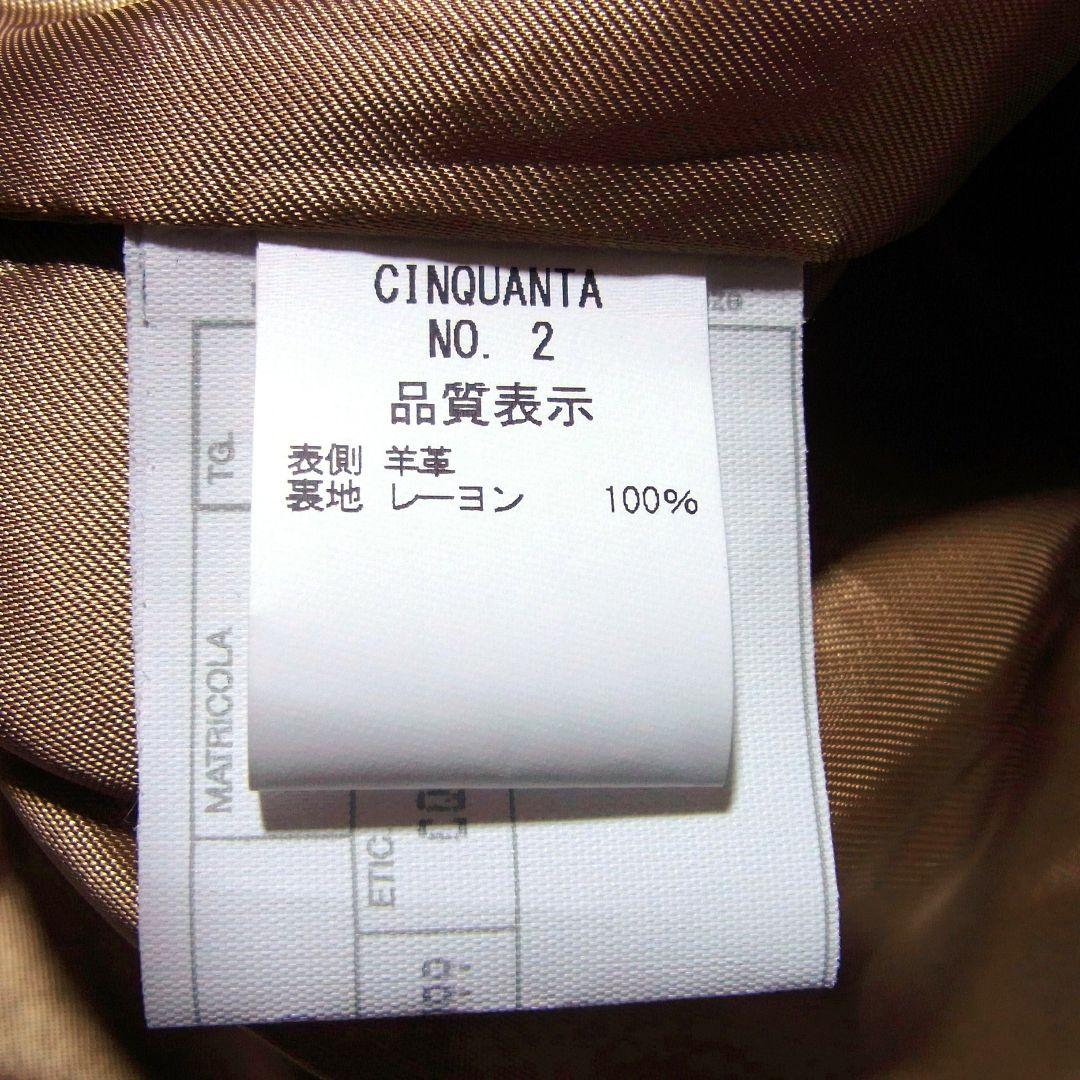 CINQUANTA
NO. 2
品質表示
表側 羊革
裏地 レーヨン 100%
TG.
MATRICOLA
ETIC.